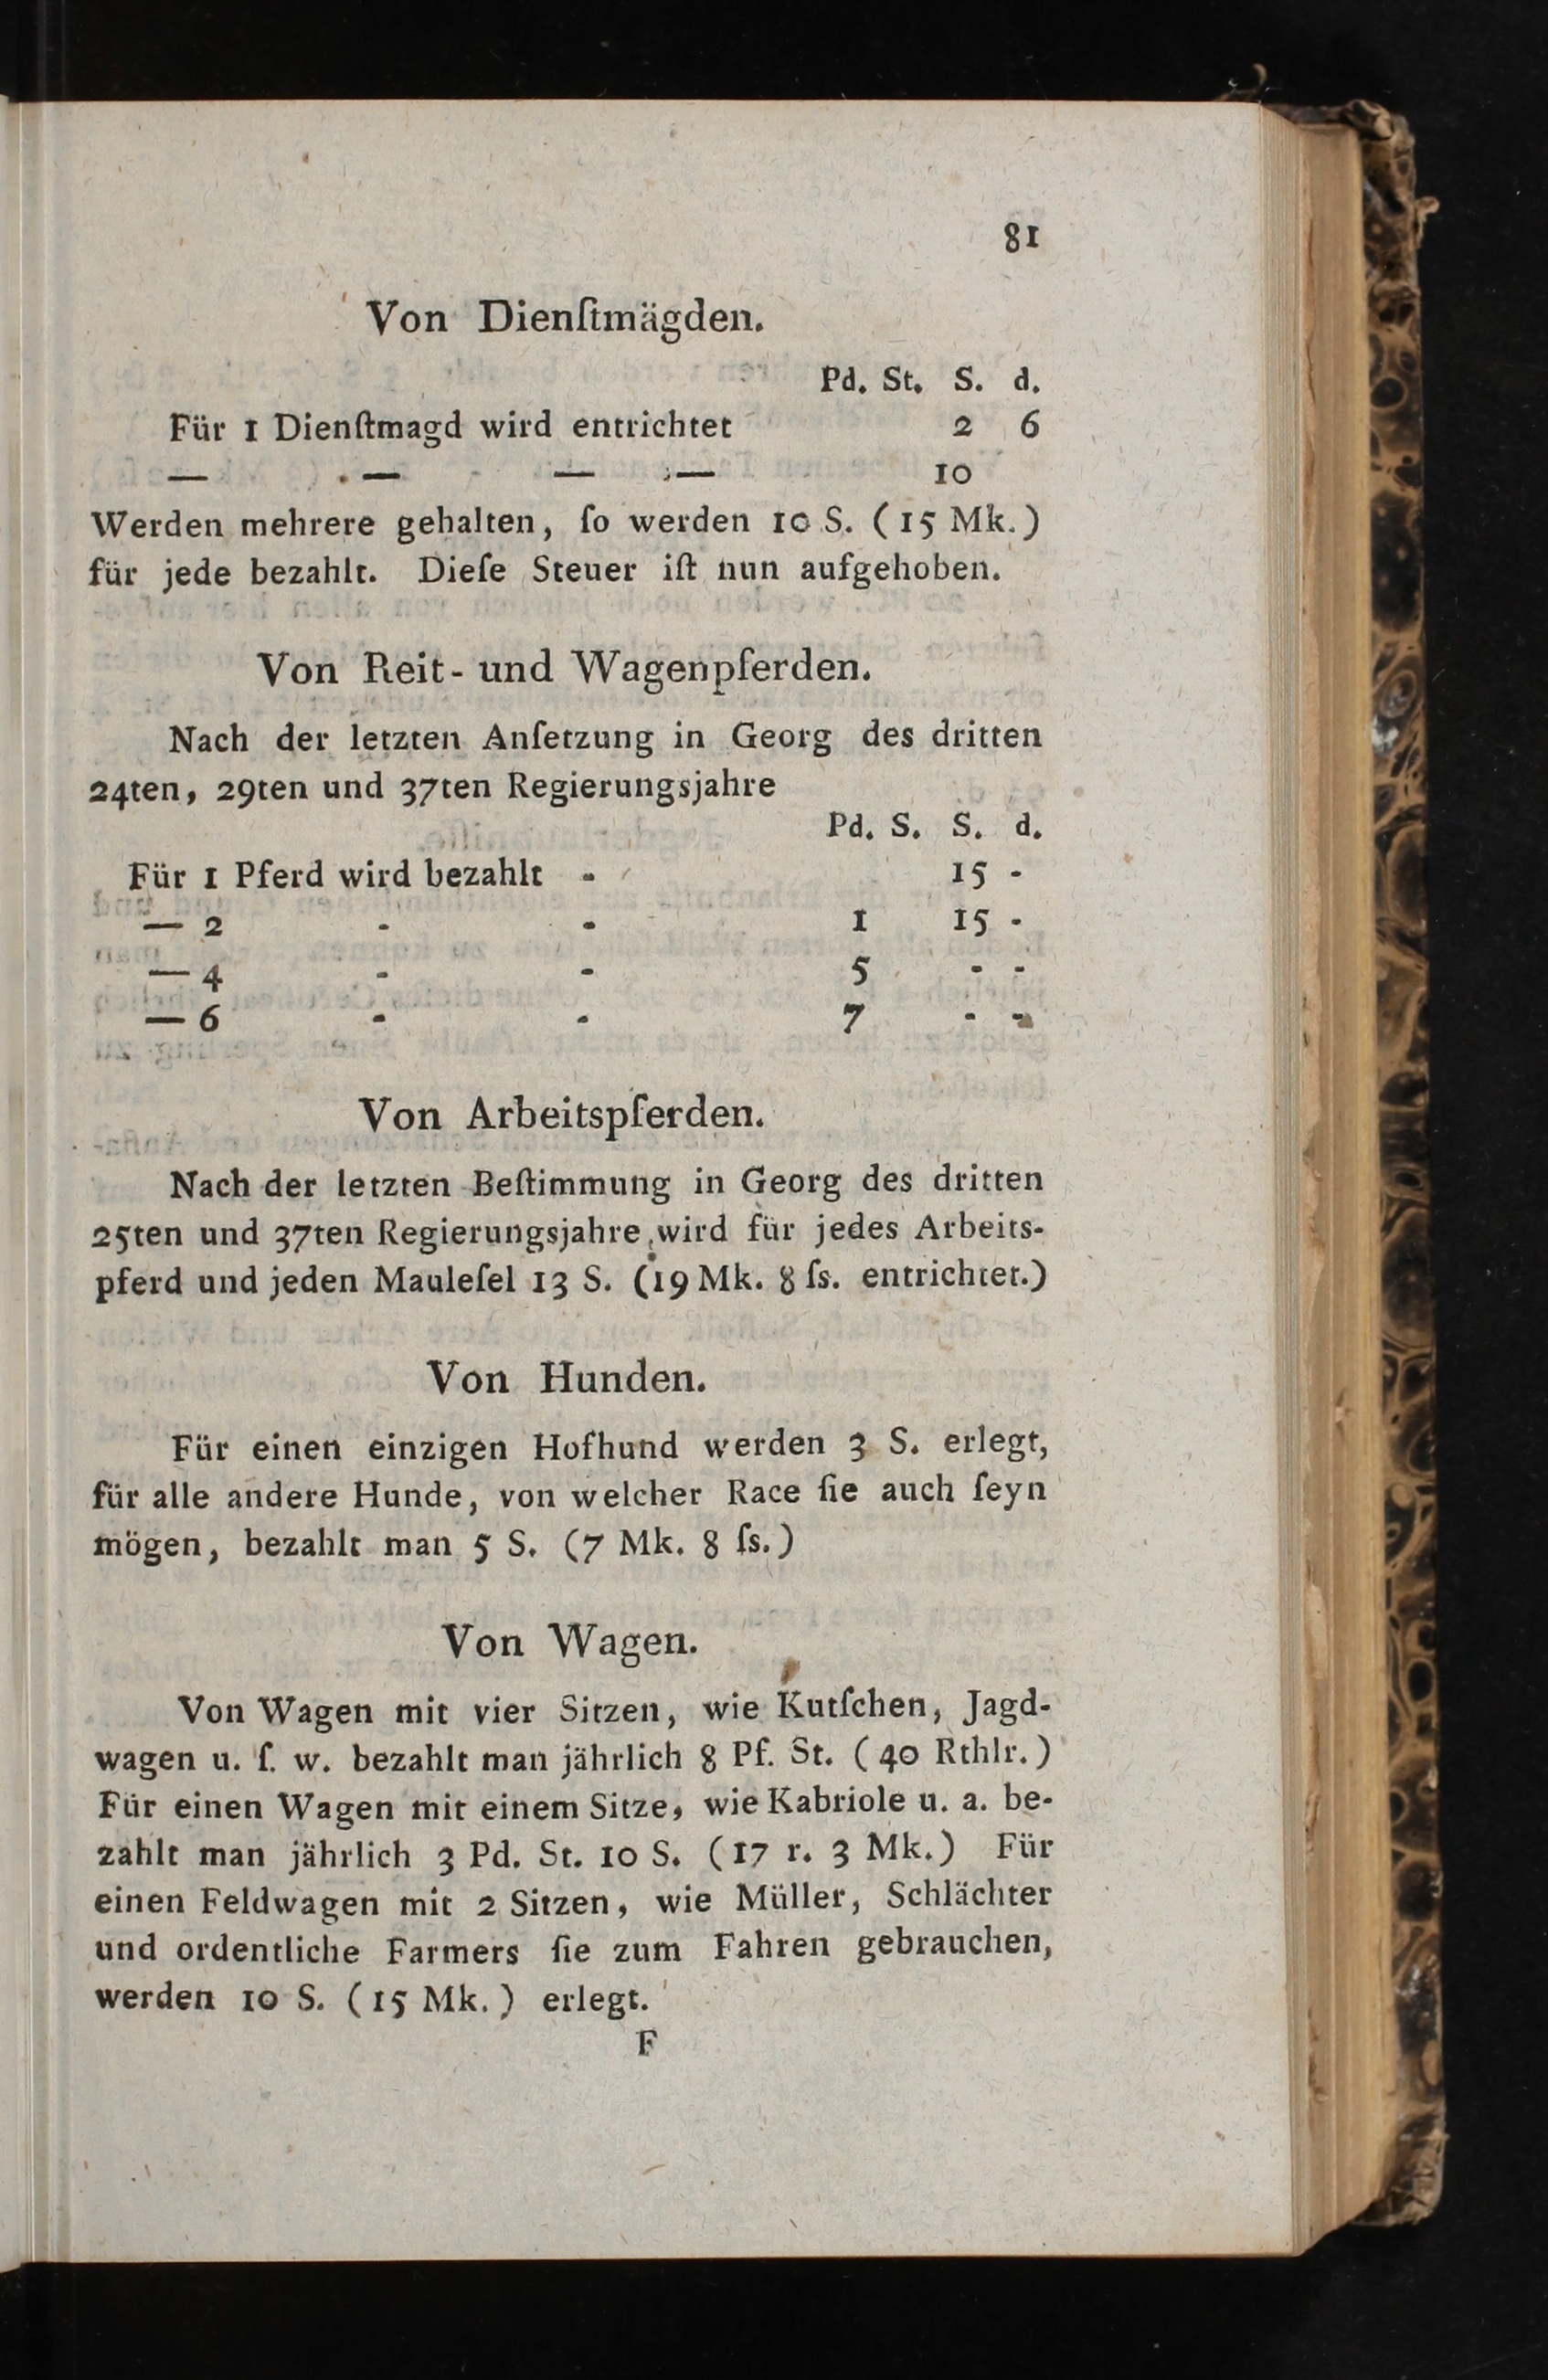 81
Von Dienſtmägden.
Pd. St. S. d.
Für 1 Dienſtmagd wird entrichtet 2 6
— — — — 10
Werden mehrere gehalten, ſo werden 10 S. (15 Mk.)
für jede bezahlt. Dieſe Steuer iſt nun aufgehoben.
Von Reit- und Wagenpferden.
Nach der letzten Anſetzung in Georg des dritten
24ten, 29ten und 37ten Regierungsjahre
Pd. S. S. d.
Für 1 Pferd wird bezahlt - 15 -
— 2 - - 1 15 -
— 4 - - 5 - -
— 6 - - 7 - -
Von Arbeitspferden.
Nach der letzten Beſtimmung in Georg des dritten
25ten und 37ten Regierungsjahre wird für jedes Arbeits-
pferd und jeden Mauleſel 13 S. (19 Mk. 8 ſs. entrichtet.)
Von Hunden.
Für einen einzigen Hofhund werden 3 S. erlegt,
für alle andere Hunde, von welcher Race ſie auch ſeyn
mögen, bezahlt man 5 S. (7 Mk. 8 ſs.)
Von Wagen.
Von Wagen mit vier Sitzen, wie Kutſchen, Jagd-
wagen u. ſ. w. bezahlt man jährlich 8 Pf. St. (40 Rthlr.)
Für einen Wagen mit einem Sitze, wie Kabriole u. a. be-
zahlt man jährlich 3 Pd. St. 10 S. (17 r. 3 Mk.) Für
einen Feldwagen mit 2 Sitzen, wie Müller, Schlächter
und ordentliche Farmers ſie zum Fahren gebrauchen,
werden 10 S. (15 Mk.) erlegt.
F